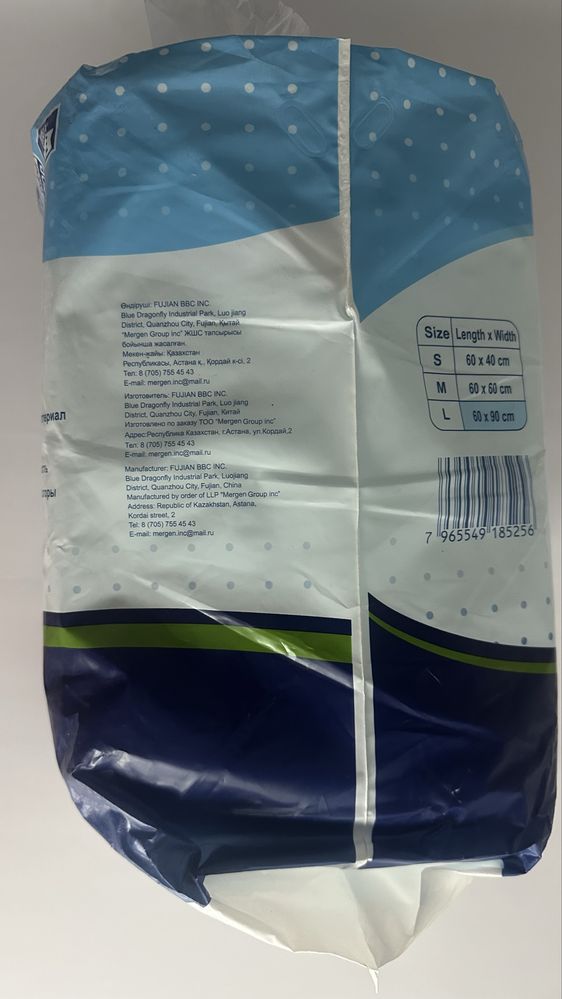 Өндіруші: FUJIAN BBC INC.
Blue Dragonfly Industrial Park, Luo jiang
District, Quanzhou City, Fujian, Қытай
"Mergen Group inc" ЖШС тапсырысы
бойынша жасалған.
Мекен-жайы: Қазахстан
Республикасы, Астана қ., Қордай к-сі, 2
Тел: 8 (705) 755 45 43
E-mail: mergen.inc@mail.ru
Изготовитель: FUJIAN BBC INC.
Blue Dragonfly Industrial Park, Luo jiang
District, Quanzhou City, Fujian, Китай
Изготовлено по заказу ТОО "Mergen Group inc"
Адрес:Республика Казахстан, г.Астана, ул.Кордай,2
Тел: 8 (705) 755 45 43
E-mail: mergen.inc@mail.ru
Manufacturer: FUJIAN BBC INC.
Blue Dragonfly Industrial Park, Luojiang
District, Quanzhou City, Fujian, China
Manufactured by order of LLP "Mergen Group inc"
Address: Republic of Kazakhstan, Astana,
Kordai street, 2
Tel: 8 (705) 755 45 43
E-mail: mergen.inc@mail.ru
Size Length x Width
S 60 x 40 cm
M 60 x 60 cm
L 60 x 90 cm
7 965549 185256